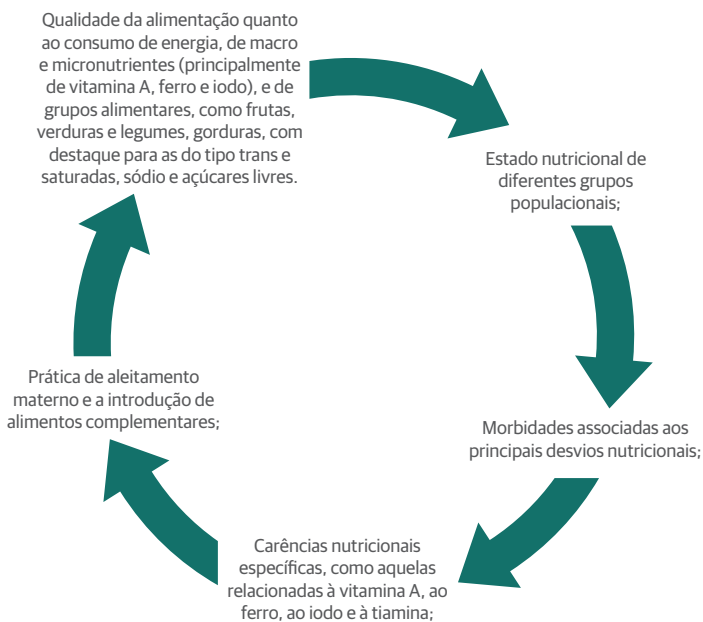 Qualidade da alimentação quanto
ao consumo de energia, de macro
e micronutrientes (principalmente
de vitamina A, ferro e iodo), e de
grupos alimentares, como frutas,
verduras e legumes, gorduras, com
destaque para as do tipo trans e
saturadas, sódio e açúcares livres.
Estado nutricional de
diferentes grupos
populacionais;
Morbidades associadas aos
principais desvios nutricionais;
Carências nutricionais
específicas, como aquelas
relacionadas à vitamina A, ao
ferro, ao iodo e à tiamina;
Prática de aleitamento
materno e a introdução de
alimentos complementares;